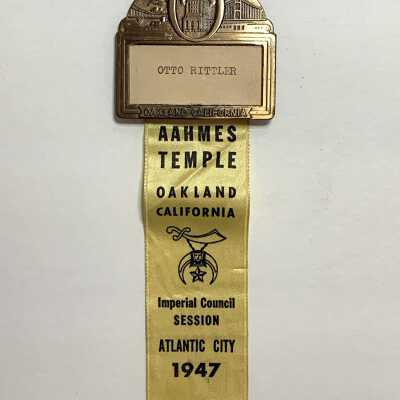 OTTO RITTLER
OAKLAND CALIFORNIA
AAHMES
TEMPLE
OAKLAND
CALIFORNIA
Imperial Council
SESSION
ATLANTIC CITY
1947